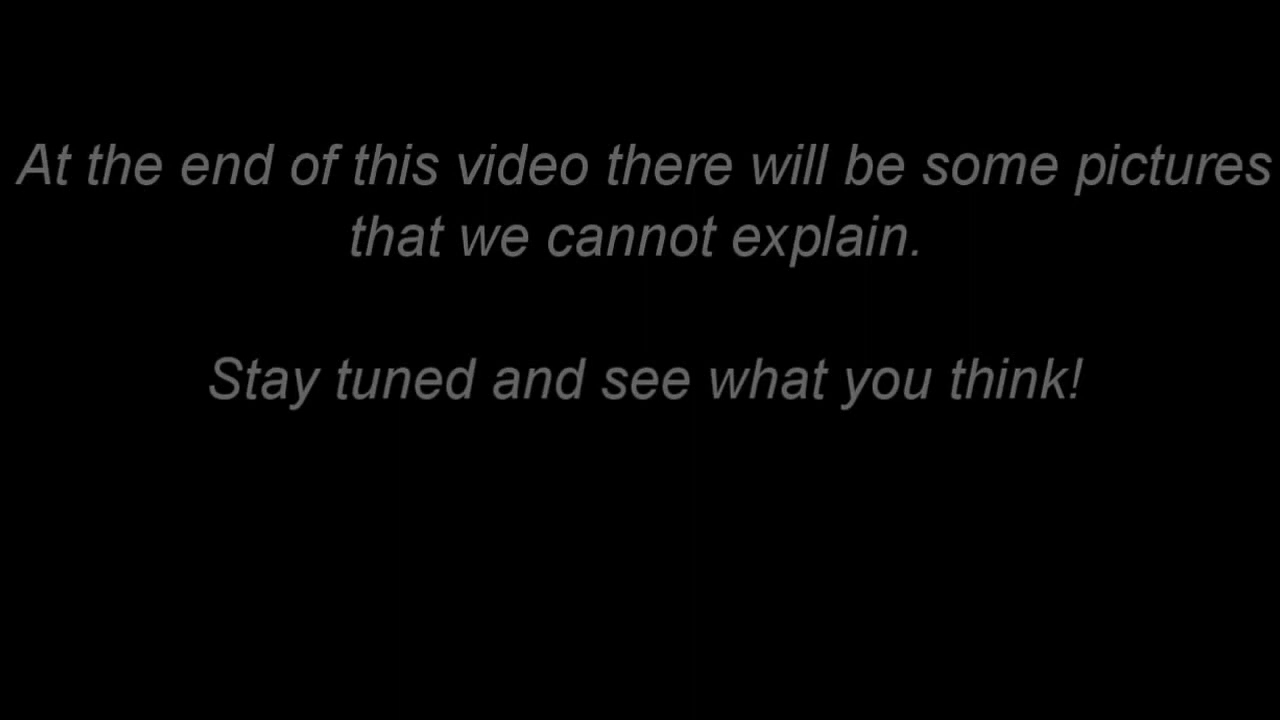 At the end of this video there will be some pictures
that we cannot explain.
Stay tuned and see what you think!